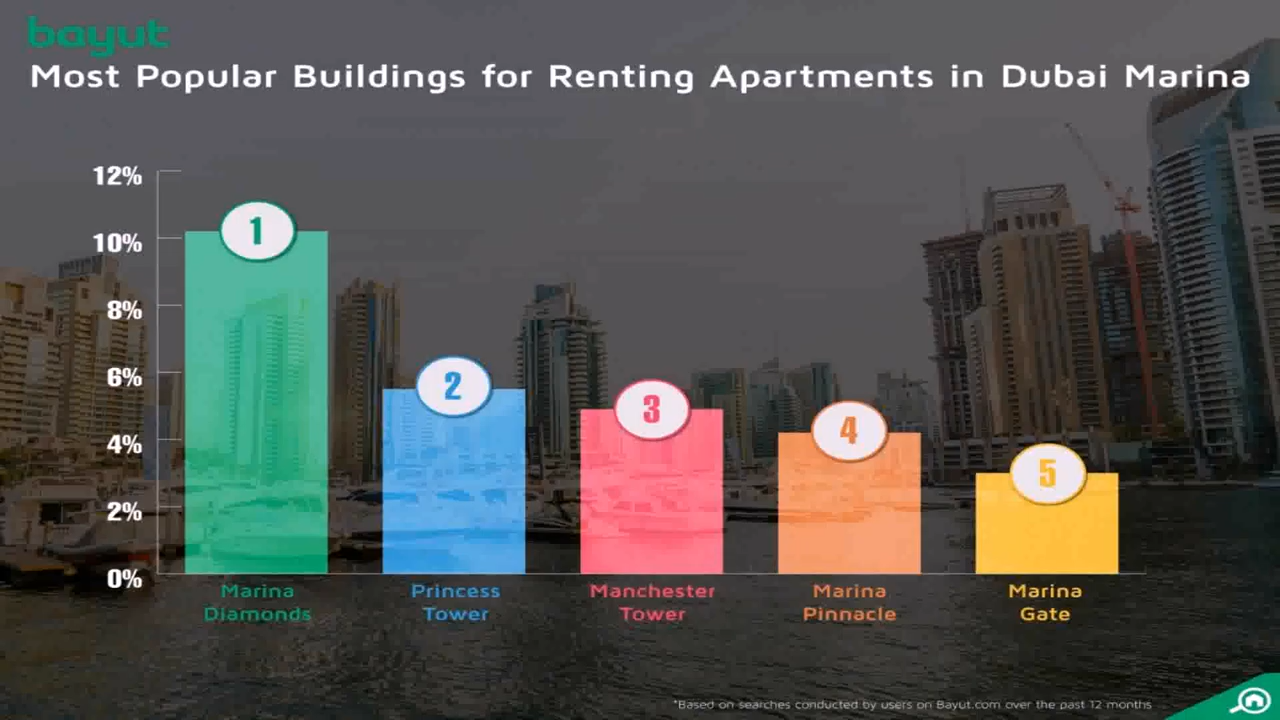 bayut
Most Popular Buildings for Renting Apartments in Dubai Marina
12%
10%
8%
6%
4%
2%
0%
1
2
3
4
5
Marina Diamonds
Princess Tower
Manchester Tower
Marina Pinnacle
Marina Gate
*Based on searches conducted by users on Bayut.com over the past 12 months